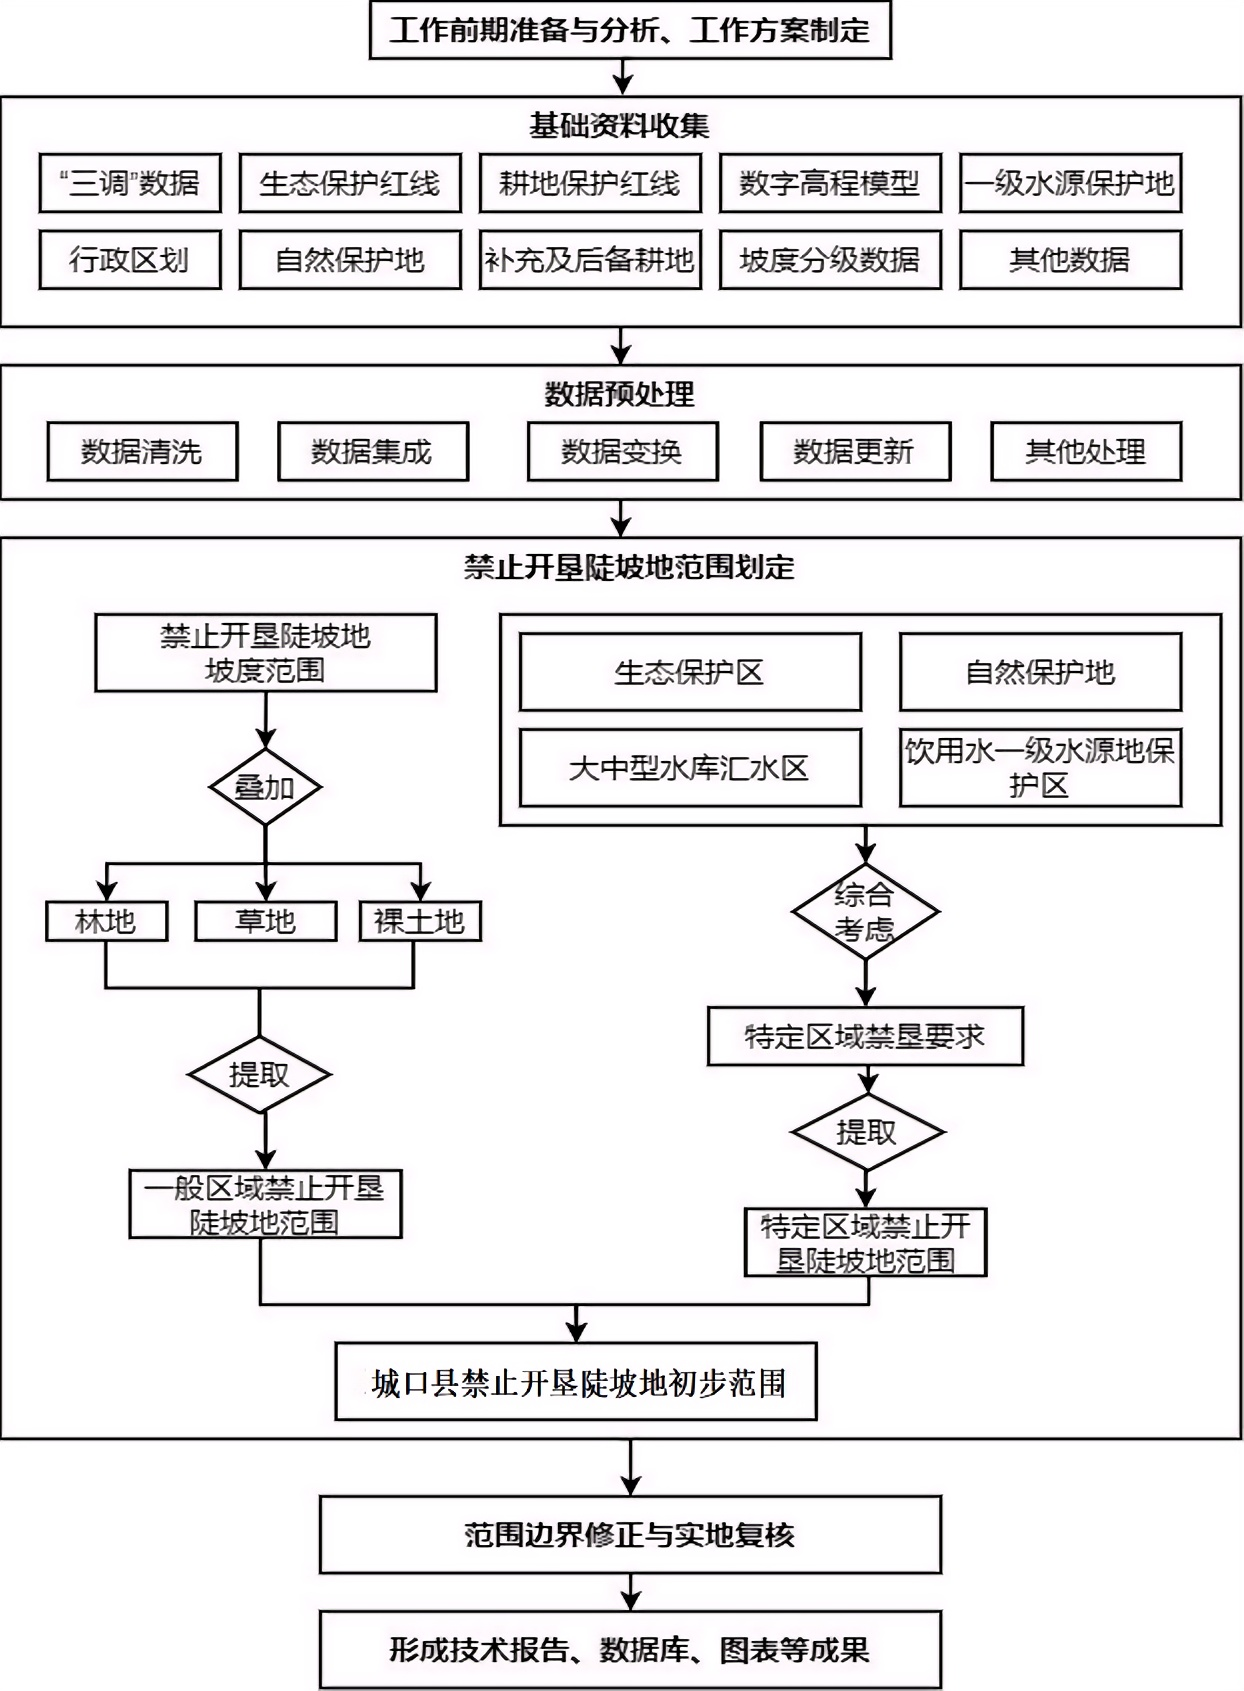 工作前期准备与分析、工作方案制定
基础资料收集
“三调”数据
生态保护红线
耕地保护红线
数字高程模型
一级水源保护地
行政区划
自然保护地
补充及后备耕地
坡度分级数据
其他数据
数据预处理
数据清洗
数据集成
数据变换
数据更新
其他处理
禁止开垦陡坡地范围划定
禁止开垦陡坡地
坡度范围
叠加
林地
草地
裸土地
提取
一般区域禁止开垦
陡坡地范围
生态保护区
自然保护地
大中型水库汇水区
饮用水一级水源地保
护区
综合
考虑
特定区域禁垦要求
提取
特定区域禁止开
垦陡坡地范围
城口县禁止开垦陡坡地初步范围
范围边界修正与实地复核
形成技术报告、数据库、图表等成果